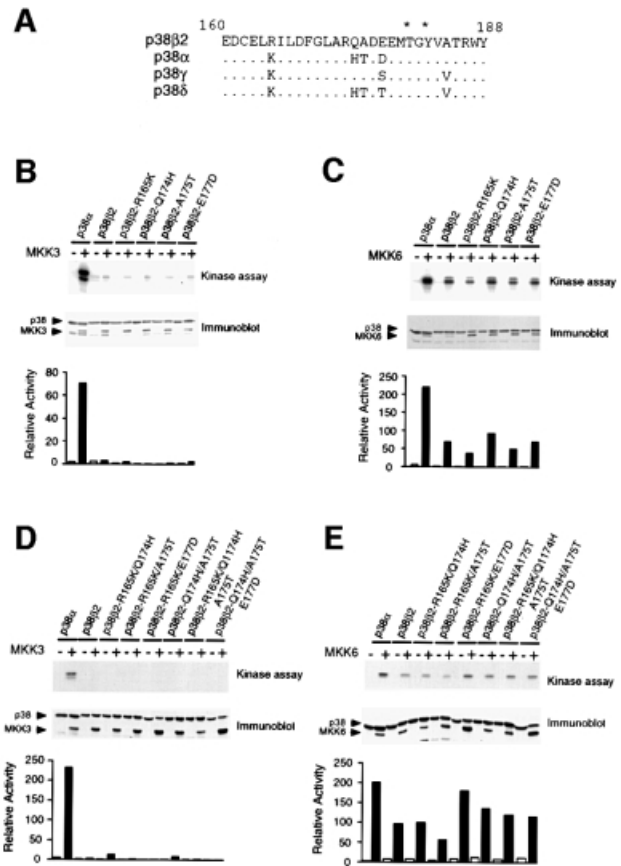 A
160 * * 188
p38β2 EDCELRILDFGLARQADEEMTGYVATRWY
p38α .....K........HT.D...........
p38γ .....K...........S......V....
p38δ .....K........HT.T......V....
B
p38α p38β2 p38β2-R165K p38β2-Q174H p38β2-A175T p38β2-E177D
MKK3 - + - + - + - + - + - +
Kinase assay
p38
MKK3
Immunoblot
Relative Activity
80
60
40
20
0
C
p38α p38β2 p38β2-R165K p38β2-Q174H p38β2-A175T p38β2-E177D
MKK6 - + - + - + - + - + - +
Kinase assay
p38
MKK6
Immunoblot
Relative Activity
250
200
150
100
50
0
D
p38α p38β2 p38β2-R165K/Q174H p38β2-R165K/A175T p38β2-R165K/E177D p38β2-Q174H/A175T p38β2-R165K/Q1174H A175T p38β2-Q174H/A175T E177D
MKK3 - + - + - + - + - + - + - + - +
Kinase assay
p38
MKK3
Immunoblot
Relative Activity
250
200
150
100
50
0
E
p38α p38β2 p38β2-R165K/Q174H p38β2-R165K/A175T p38β2-R165K/E177D p38β2-Q174H/A175T p38β2-R165K/Q1174H A175T p38β2-Q174H/A175T E177D
MKK6 - + - + - + - + - + - + - + - +
Kinase assay
p38
MKK6
Immunoblot
Relative Activity
250
200
150
100
50
0